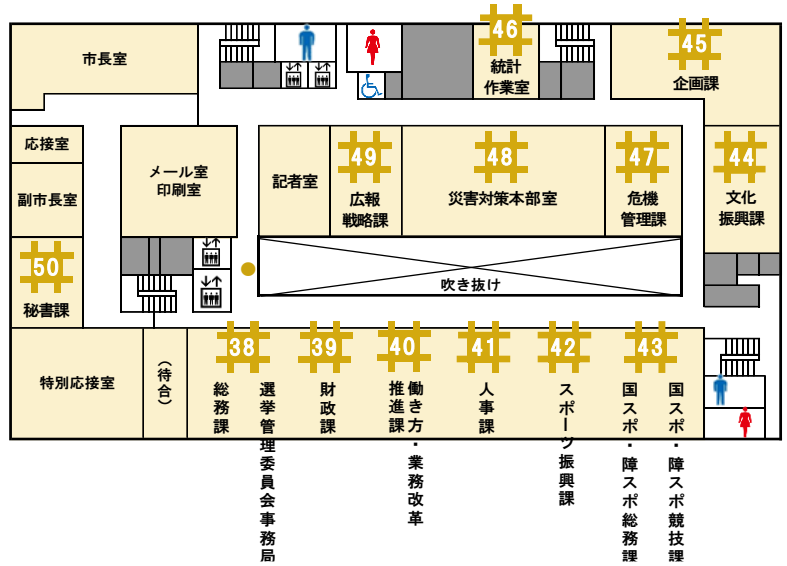 市長室
46
統計
作業室
45
企画課
応接室
副市長室
50
秘書課
メール室
印刷室
記者室
49
広報
戦略課
48
災害対策本部室
47
危機
管理課
44
文化
振興課
吹き抜け
特別応接室
(待合)
38
総務課
選挙管理委員会事務局
39
財政課
40
働き方・業務改革
推進課
41
人事課
42
スポーツ振興課
43
国スポ・障スポ総務課
国スポ・障スポ競技課